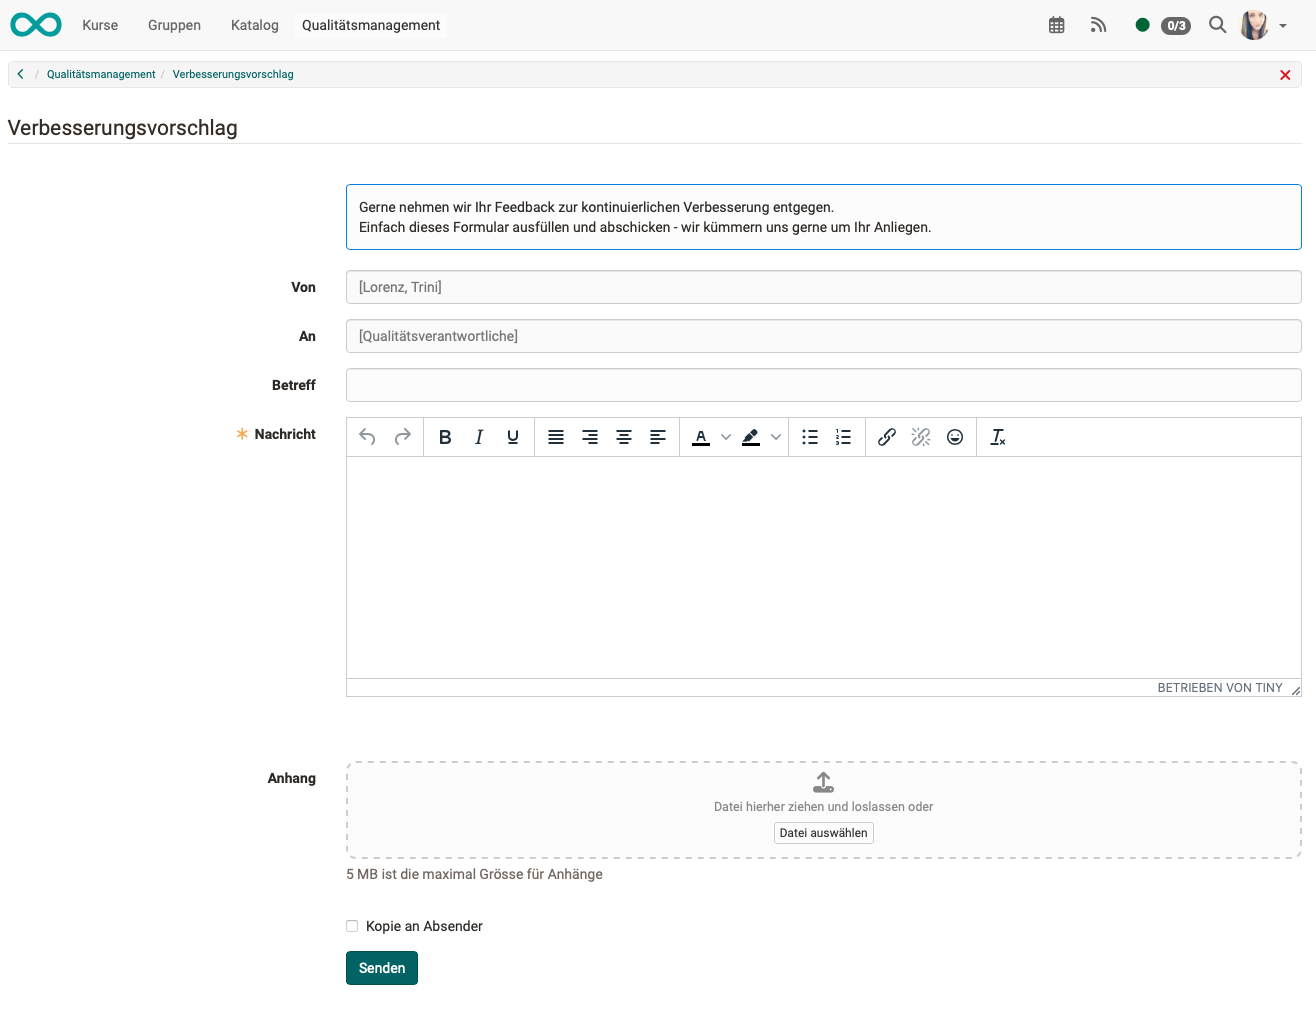 Kurse Gruppen Katalog Qualitätsmanagement 0/3
/ Qualitätsmanagement / Verbesserungsvorschlag
Verbesserungsvorschlag
Gerne nehmen wir Ihr Feedback zur kontinuierlichen Verbesserung entgegen.
Einfach dieses Formular ausfüllen und abschicken - wir kümmern uns gerne um Ihr Anliegen.
Von [Lorenz, Trini]
An [Qualitätsverantwortliche]
Betreff
Nachricht
BETRIEBEN VON TINY
Anhang
Datei hierher ziehen und loslassen oder
Datei auswählen
5 MB ist die maximal Grösse für Anhänge
Kopie an Absender
Senden